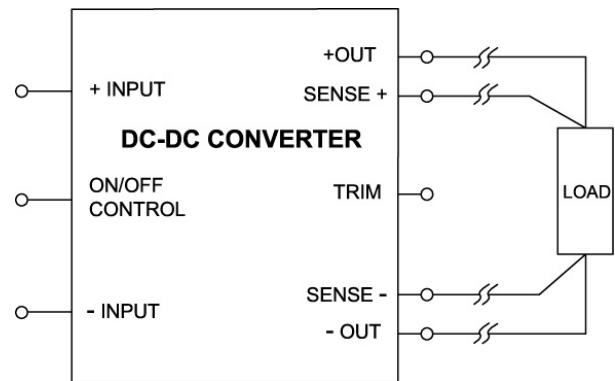 +OUT
+ INPUT
SENSE +
DC-DC CONVERTER
ON/OFF
CONTROL
TRIM
LOAD
SENSE -
- INPUT
- OUT